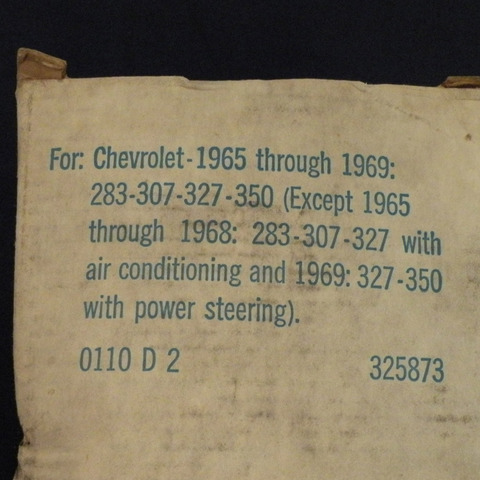 For: Chevrolet-1965 through 1969:
283-307-327-350 (Except 1965
through 1968: 283-307-327 with
air conditioning and 1969: 327-350
with power steering).
0110 D 2 325873